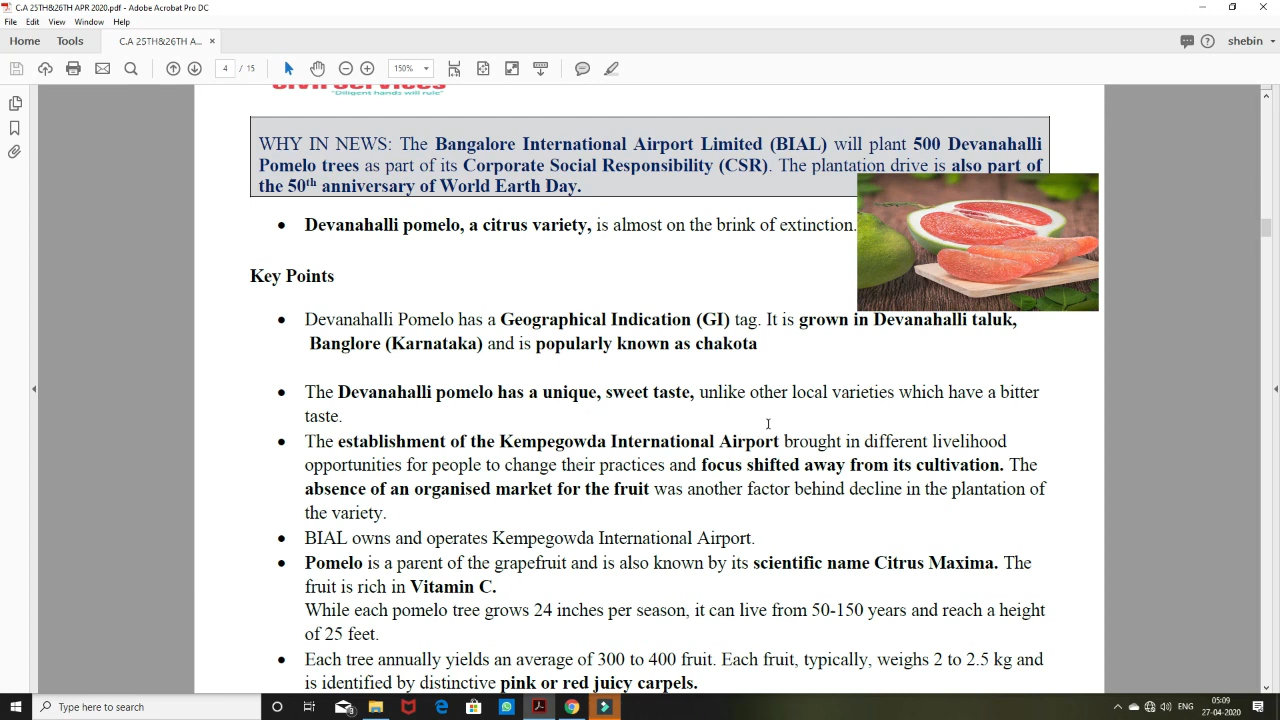 C.A 25TH&26TH APR 2020.pdf - Adobe Acrobat Pro DC
File Edit View Window Help
Home Tools C.A 25TH&26TH A... × shebin
4 / 15 150%
Civil Services
"Diligent hands will rule"
WHY IN NEWS: The Bangalore International Airport Limited (BIAL) will plant 500 Devanahalli
Pomelo trees as part of its Corporate Social Responsibility (CSR). The plantation drive is also part of
the 50th anniversary of World Earth Day.
• Devanahalli pomelo, a citrus variety, is almost on the brink of extinction.
Key Points
• Devanahalli Pomelo has a Geographical Indication (GI) tag. It is grown in Devanahalli taluk,
Banglore (Karnataka) and is popularly known as chakota
• The Devanahalli pomelo has a unique, sweet taste, unlike other local varieties which have a bitter
taste.
• The establishment of the Kempegowda International Airport brought in different livelihood
opportunities for people to change their practices and focus shifted away from its cultivation. The
absence of an organised market for the fruit was another factor behind decline in the plantation of
the variety.
• BIAL owns and operates Kempegowda International Airport.
• Pomelo is a parent of the grapefruit and is also known by its scientific name Citrus Maxima. The
fruit is rich in Vitamin C.
While each pomelo tree grows 24 inches per season, it can live from 50-150 years and reach a height
of 25 feet.
• Each tree annually yields an average of 300 to 400 fruit. Each fruit, typically, weighs 2 to 2.5 kg and
is identified by distinctive pink or red juicy carpels.
Type here to search ENG 05:09
27-04-2020